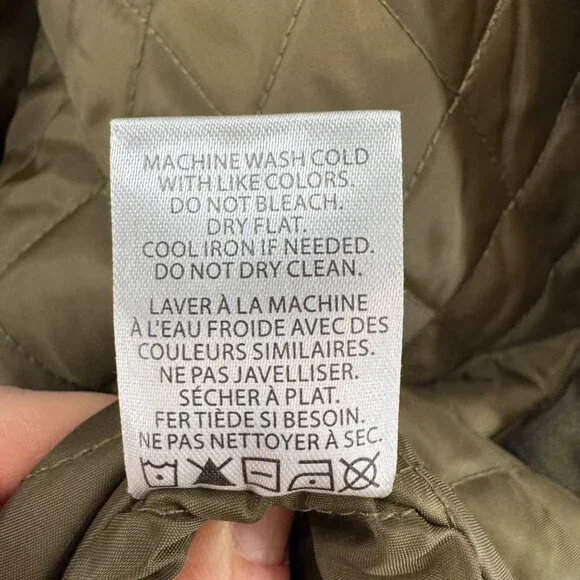 MACHINE WASH COLD
WITH LIKE COLORS.
DO NOT BLEACH.
DRY FLAT.
COOL IRON IF NEEDED.
DO NOT DRY CLEAN.
LAVER À LA MACHINE
À L'EAU FROIDE AVEC DES
COULEURS SIMILAIRES.
NE PAS JAVELLISER.
SÉCHER À PLAT.
FER TIÈDE SI BESOIN.
NE PAS NETTOYER À SEC.